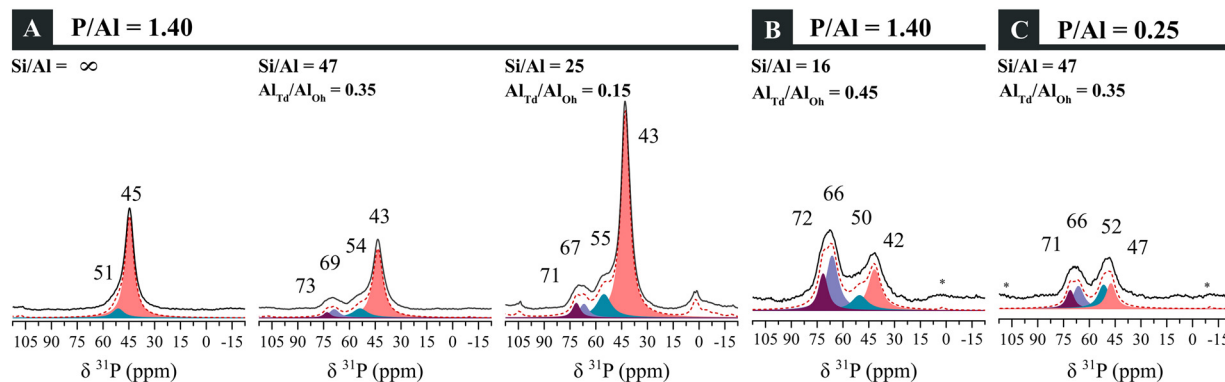 A P/Al = 1.40
Si/Al = ∞
51
45
105 90 75 60 45 30 15 0 -15
δ ³¹P (ppm)
Si/Al = 47
Al_Td/Al_Oh = 0.35
73
69
54
43
105 90 75 60 45 30 15 0 -15
δ ³¹P (ppm)
Si/Al = 25
Al_Td/Al_Oh = 0.15
71
67
55
43
105 90 75 60 45 30 15 0 -15
δ ³¹P (ppm)
B P/Al = 1.40
Si/Al = 16
Al_Td/Al_Oh = 0.45
72
66
50
42
*
105 90 75 60 45 30 15 0 -15
δ ³¹P (ppm)
C P/Al = 0.25
Si/Al = 47
Al_Td/Al_Oh = 0.35
*
71
66
52
47
*
105 90 75 60 45 30 15 0 -15
δ ³¹P (ppm)